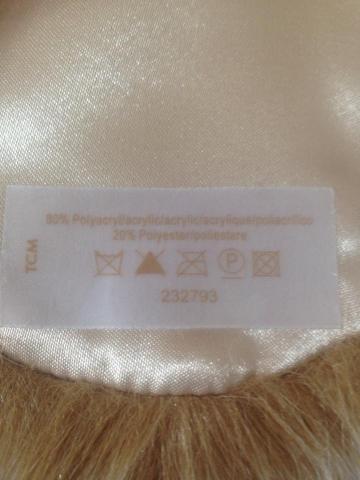 80% Polyacryl/acrylic/acrylic/acrylique/poliacrilico
20% Polyester/poliestere
TCM
P
232793